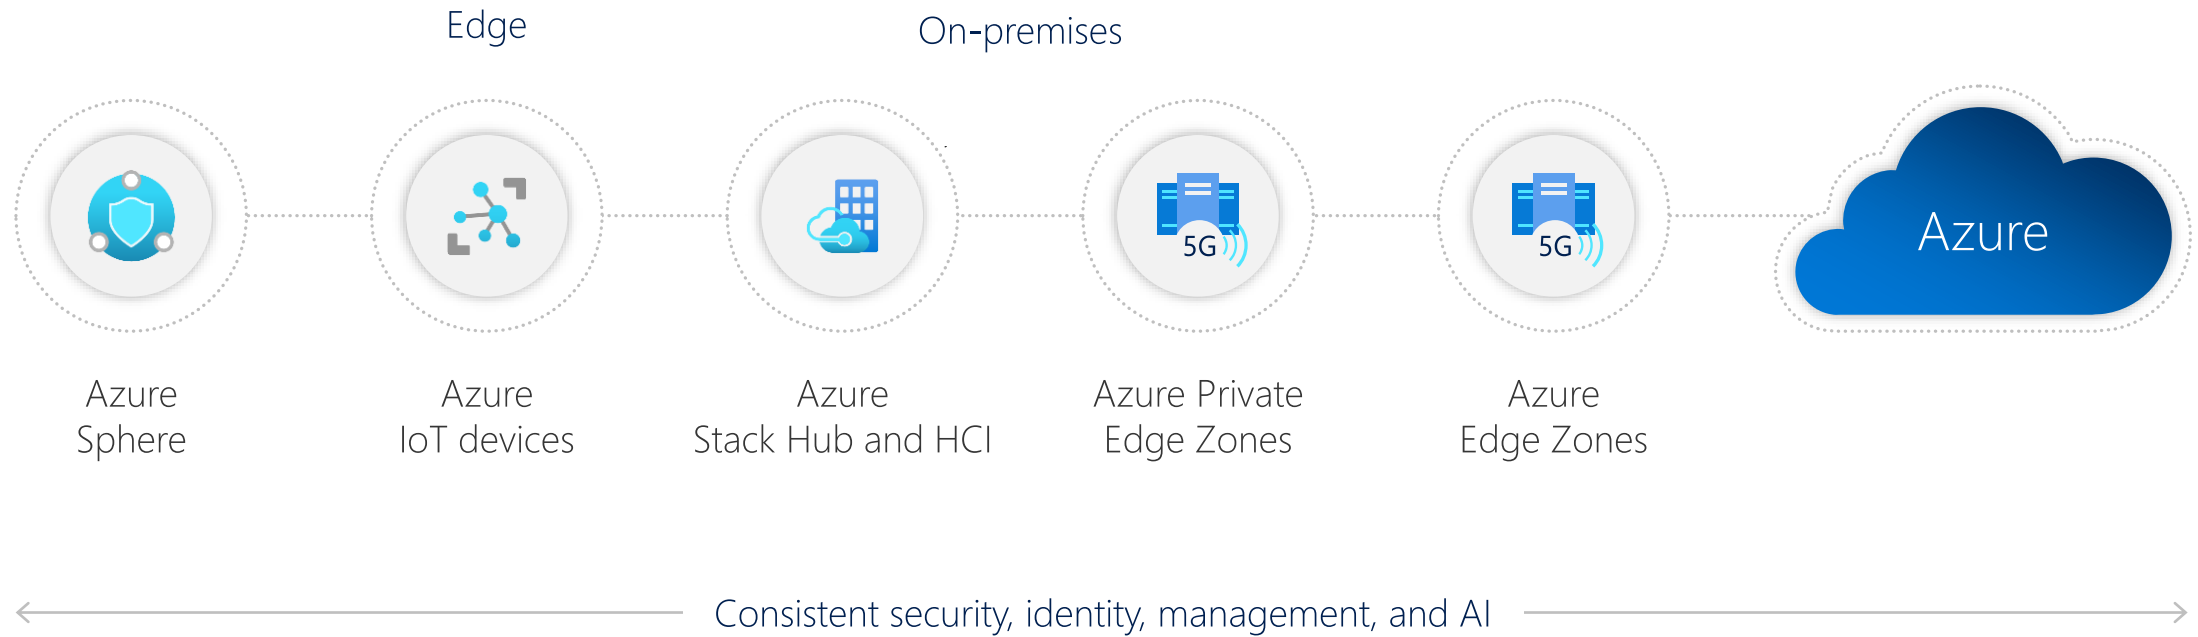 Edge
On-premises
5G
5G
Azure
Azure
Sphere
Azure
IoT devices
Azure
Stack Hub and HCI
Azure Private
Edge Zones
Azure
Edge Zones
Consistent security, identity, management, and AI